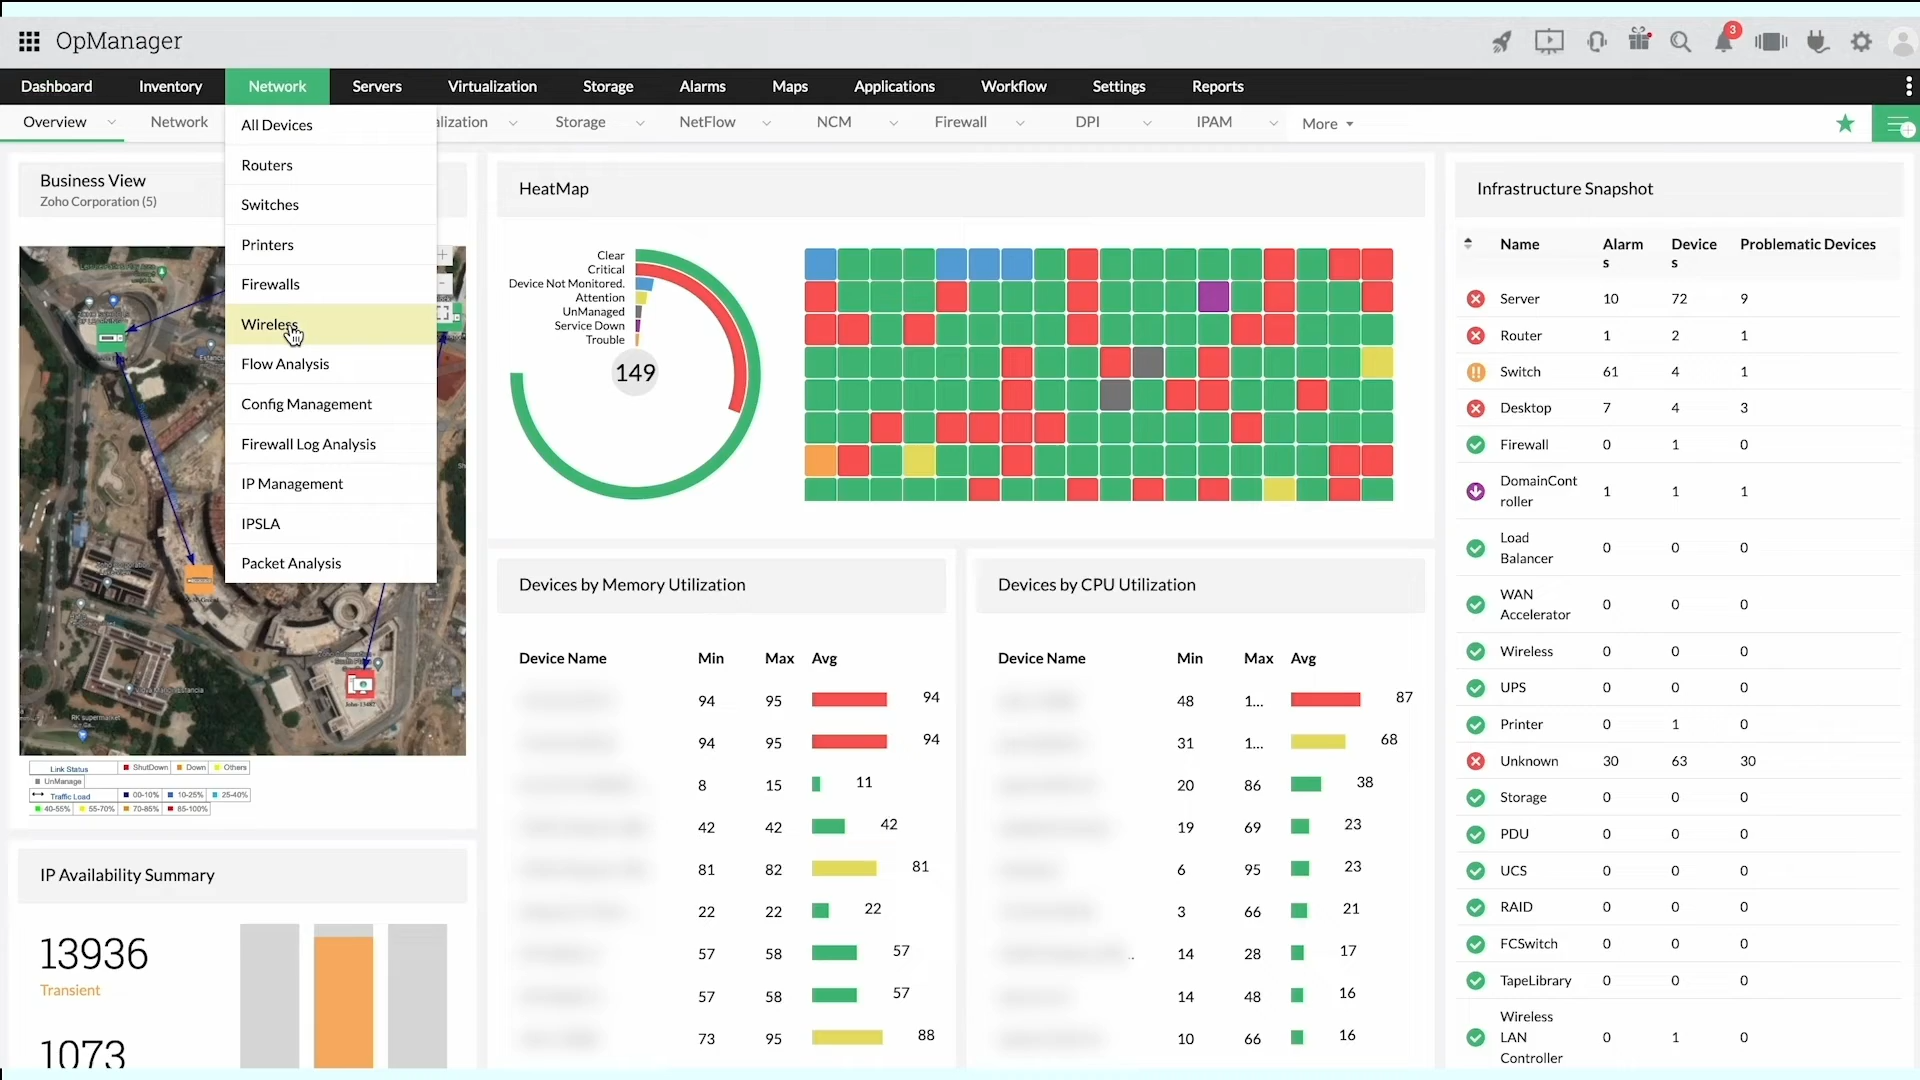 OpManager
3
Dashboard
Inventory
Network
Servers
Virtualization
Storage
Alarms
Maps
Applications
Workflow
Settings
Reports
Overview
Network
alization
Storage
NetFlow
NCM
Firewall
DPI
IPAM
More
All Devices
Routers
Switches
Printers
Firewalls
Wireless
Flow Analysis
Config Management
Firewall Log Analysis
IP Management
IPSLA
Packet Analysis
Business View
Zoho Corporation (5)
Link Status
ShutDown
Down
Others
UnManage
Traffic Load
00-10%
10-25%
25-40%
40-55%
55-70%
70-85%
85-100%
IP Availability Summary
13936
Transient
1073
HeatMap
Clear
Critical
Device Not Monitored.
Attention
UnManaged
Service Down
Trouble
149
Devices by Memory Utilization
Device Name Min Max Avg
94 95 94
94 95 94
8 15 11
42 42 42
81 82 81
22 22 22
57 58 57
57 58 57
73 95 88
Devices by CPU Utilization
Device Name Min Max Avg
48 1... 87
31 1... 68
20 86 38
19 69 23
6 95 23
3 66 21
.. 14 28 17
14 48 16
10 66 16
Infrastructure Snapshot
Name Alarm Device Problematic Devices
s s
Server 10 72 9
Router 1 2 1
Switch 61 4 1
Desktop 7 4 3
Firewall 0 1 0
DomainCont
roller 1 1 1
Load
Balancer 0 0 0
WAN
Accelerator 0 0 0
Wireless 0 0 0
UPS 0 0 0
Printer 0 1 0
Unknown 30 63 30
Storage 0 0 0
PDU 0 0 0
UCS 0 0 0
RAID 0 0 0
FCSwitch 0 0 0
TapeLibrary 0 0 0
Wireless
LAN 0 1 0
Controller